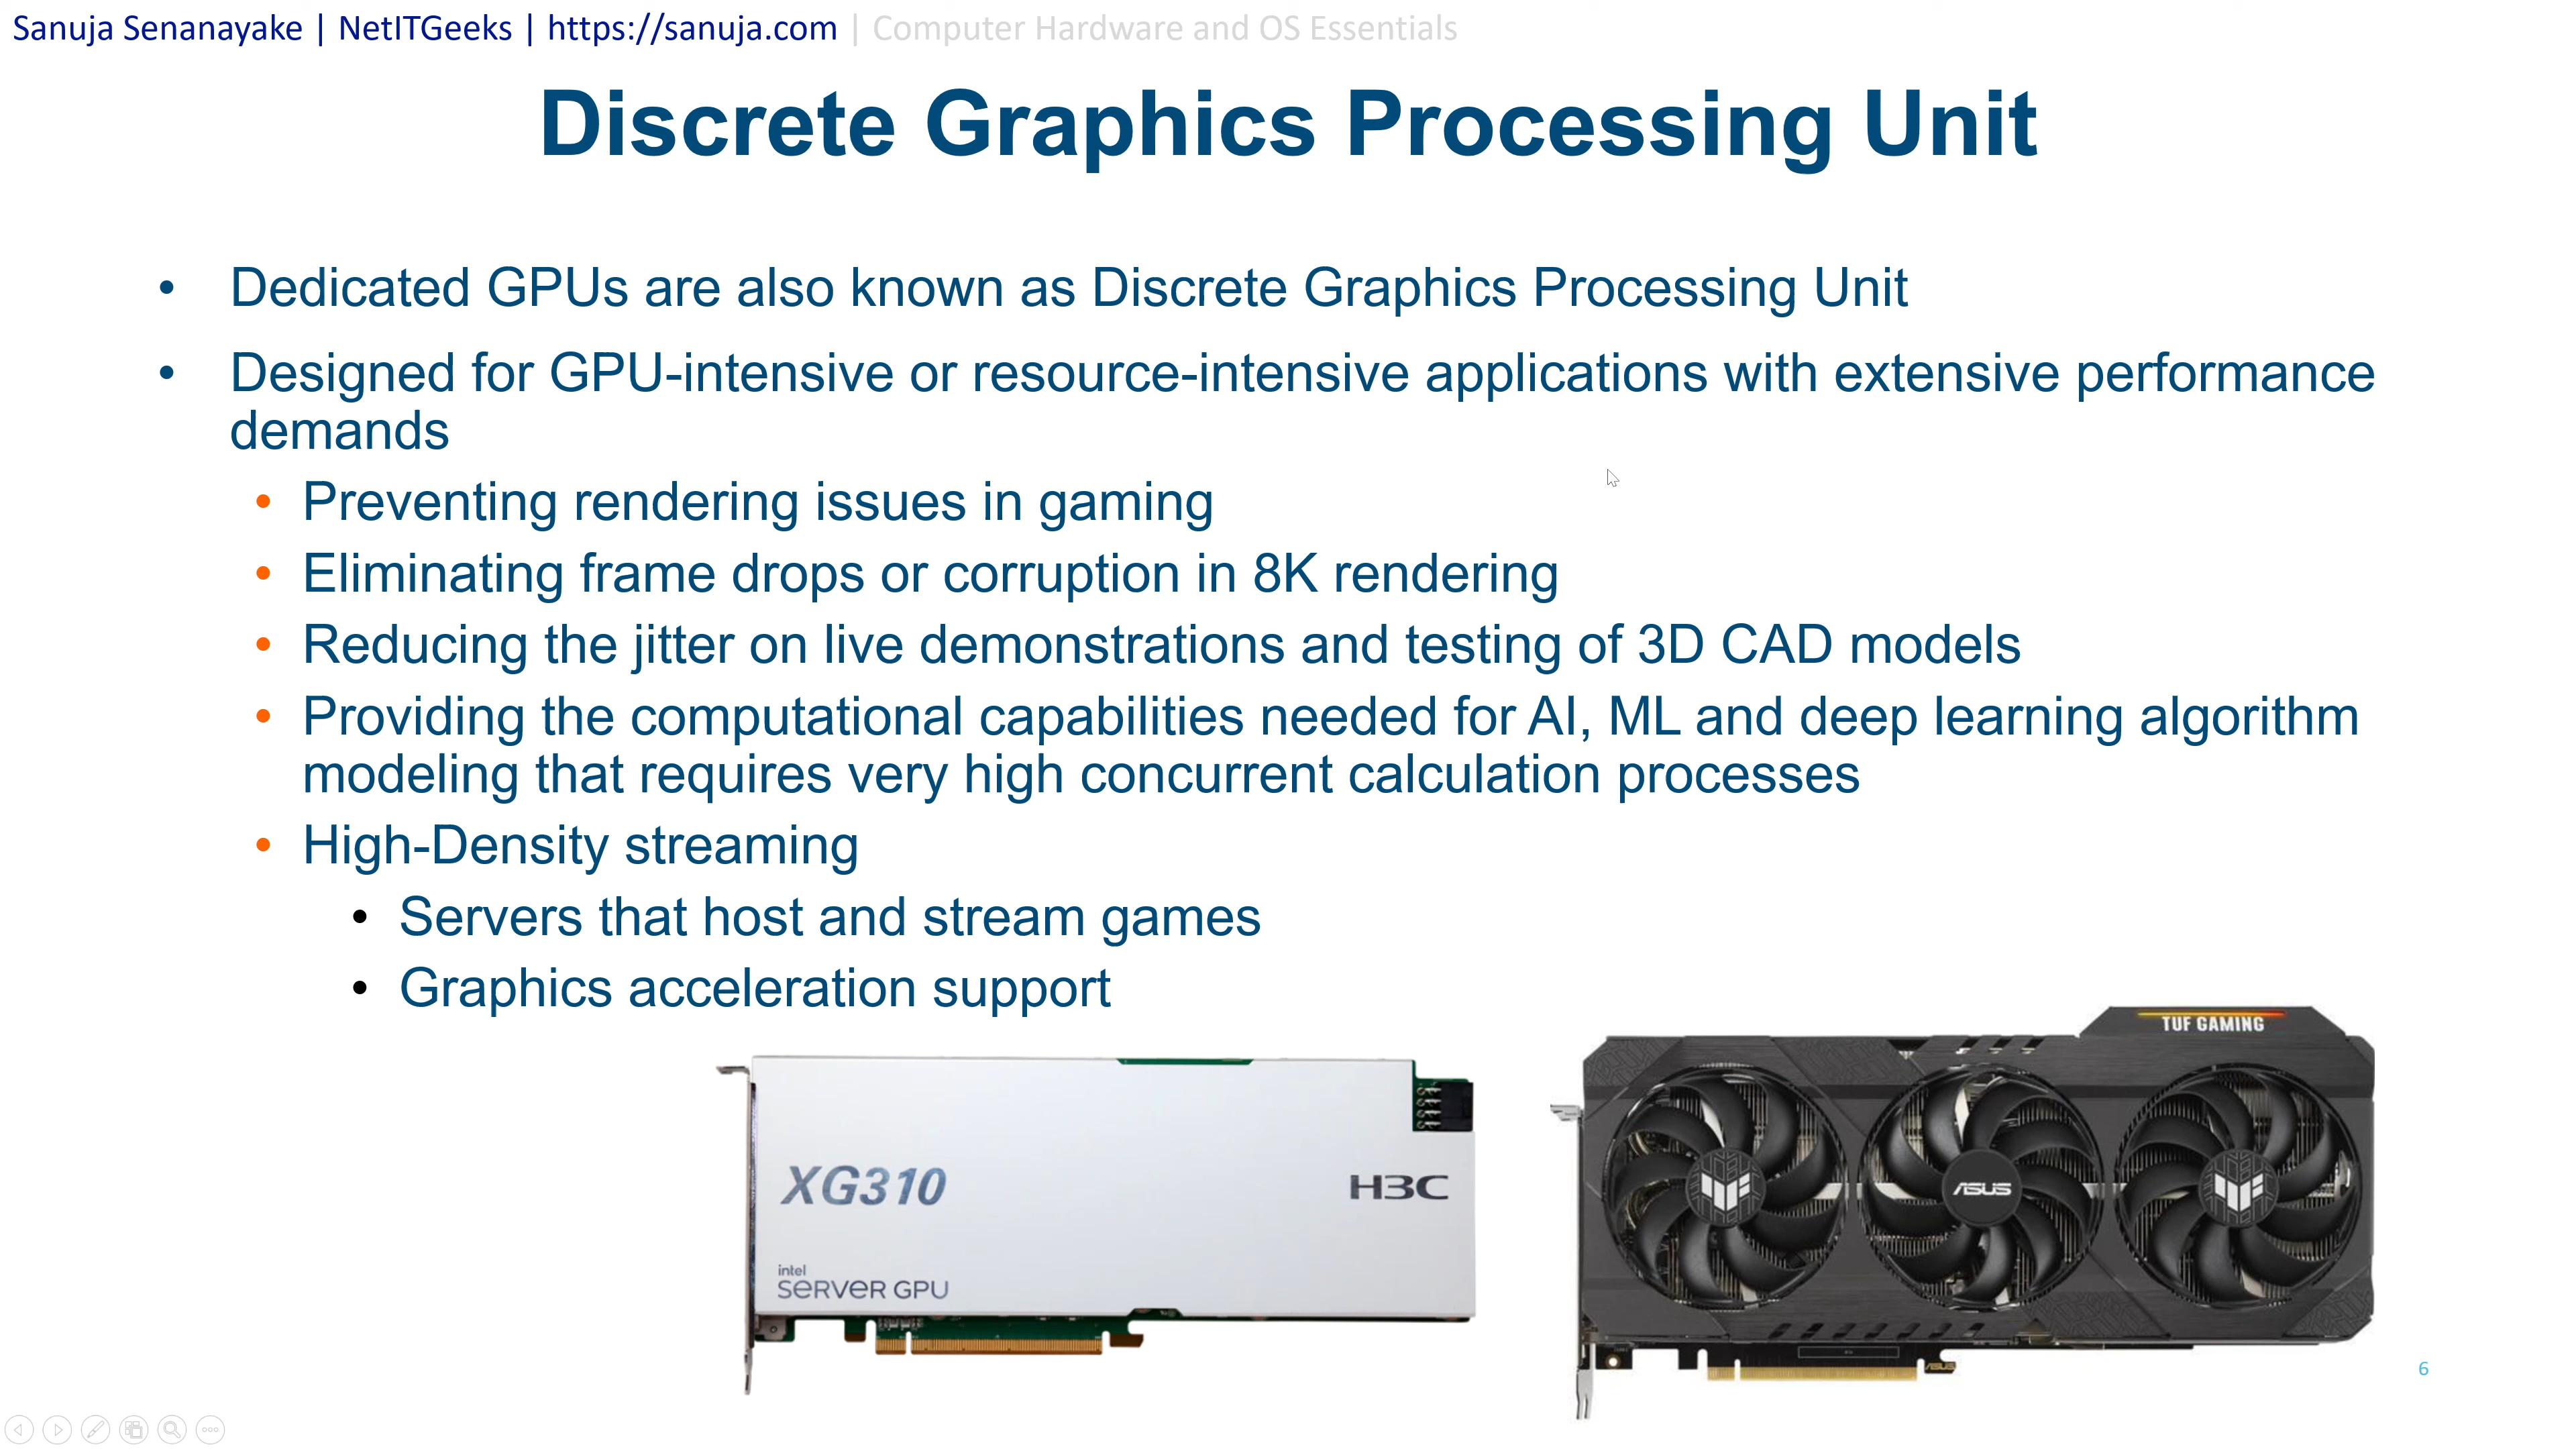 Sanuja Senanayake | NetITGeeks | https://sanuja.com | Computer Hardware and OS Essentials
Discrete Graphics Processing Unit
• Dedicated GPUs are also known as Discrete Graphics Processing Unit
• Designed for GPU-intensive or resource-intensive applications with extensive performance
demands
• Preventing rendering issues in gaming
• Eliminating frame drops or corruption in 8K rendering
• Reducing the jitter on live demonstrations and testing of 3D CAD models
• Providing the computational capabilities needed for AI, ML and deep learning algorithm
modeling that requires very high concurrent calculation processes
• High-Density streaming
• Servers that host and stream games
• Graphics acceleration support
TUF GAMING
XG310
H3C
intel
SERVER GPU
ASUS
ASUS
6